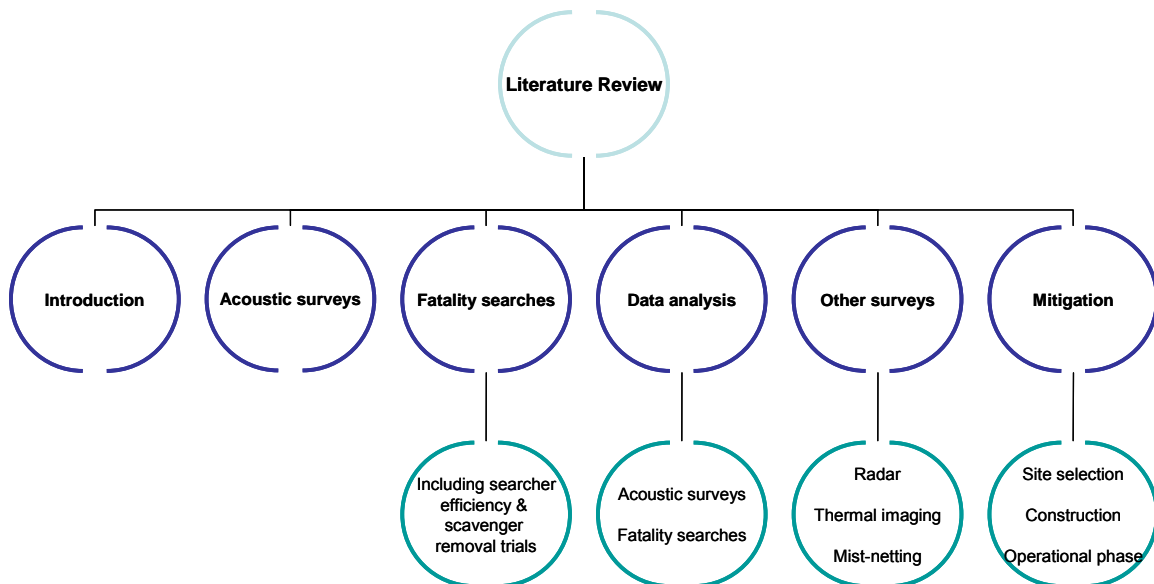 Literature Review
Introduction
Acoustic surveys
Fatality searches
Data analysis
Other surveys
Mitigation
Including searcher
efficiency &
scavenger
removal trials
Acoustic surveys
Fatality searches
Radar
Thermal imaging
Mist-netting
Site selection
Construction
Operational phase